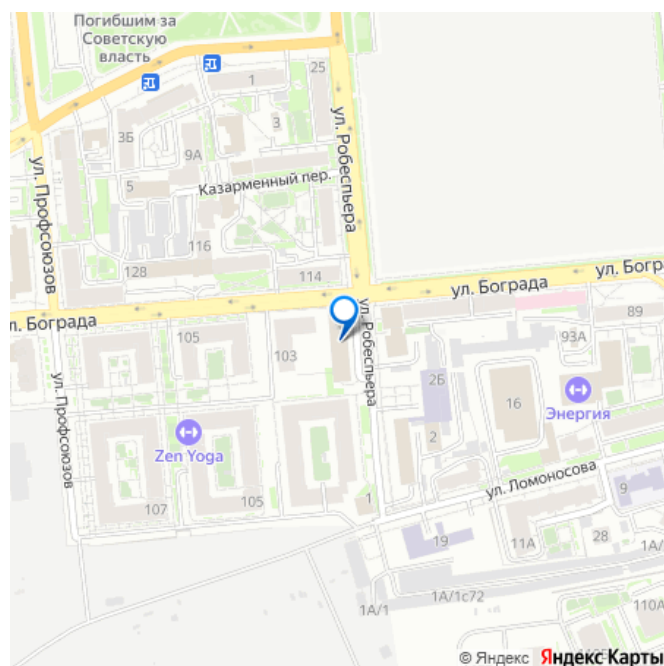 Погибшим за
Советскую
власть
1
25
3Б
3
9А
ул. Робеспьера
ул. Профсоюзов
5
Казарменный пер.
116
128
114
ул. Бограда
ул. Богра
л. Бограда
105
103
ул. Робеспьера
89
93А
2Б
ул. Профсоюзов
16
Энергия
Zen Yoga
2
ул. Ломоносова
107
105
1
9
19
11А
28
1А/
1А/1
1А/1с72
110А
© Яндекс Яндекс Карты